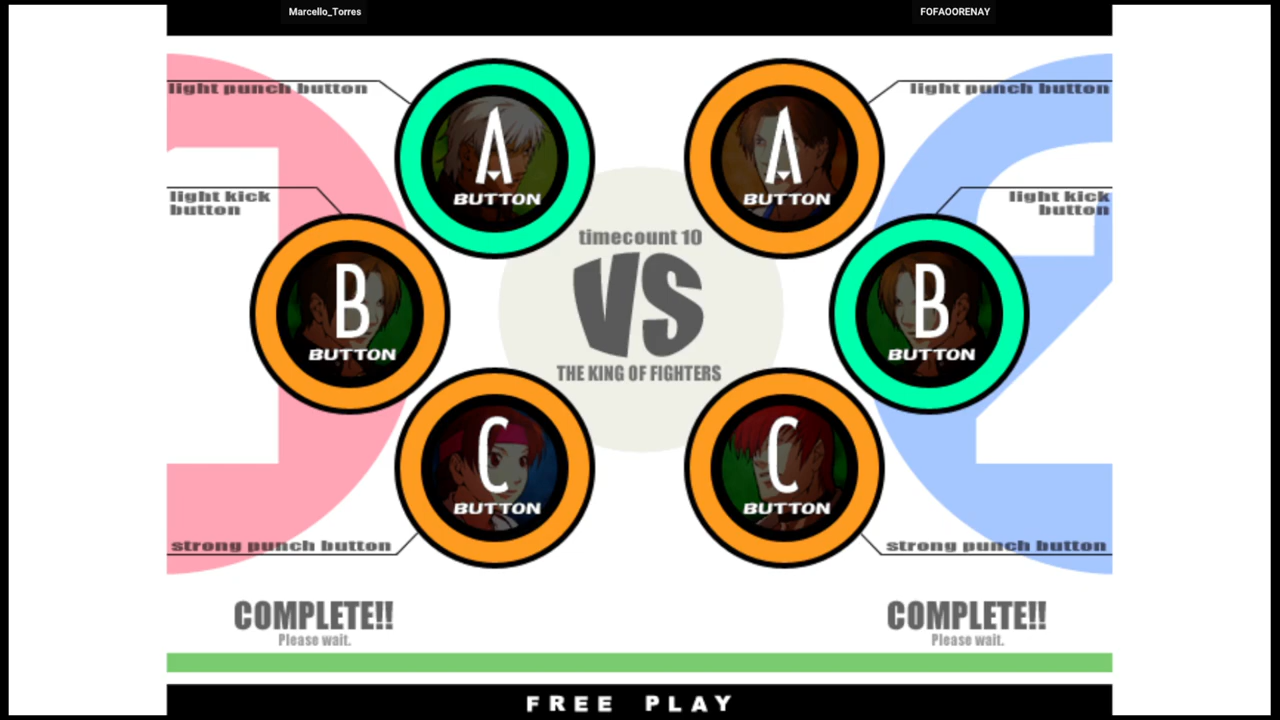 Marcello_Torres
FOFAOORENAY
light punch button
A
BUTTON
A
BUTTON
light punch button
light kick
button
B
BUTTON
timecount 10
VS
THE KING OF FIGHTERS
light kick
button
B
BUTTON
C
BUTTON
C
BUTTON
strong punch button
strong punch button
COMPLETE!!
Please wait.
COMPLETE!!
Please wait.
FREE PLAY